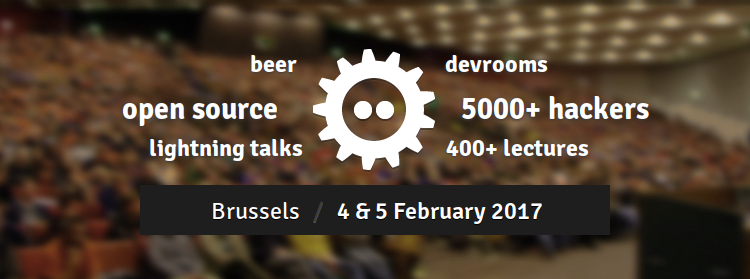 beer
devrooms
open source
5000+ hackers
lightning talks
400+ lectures
Brussels / 4 & 5 February 2017